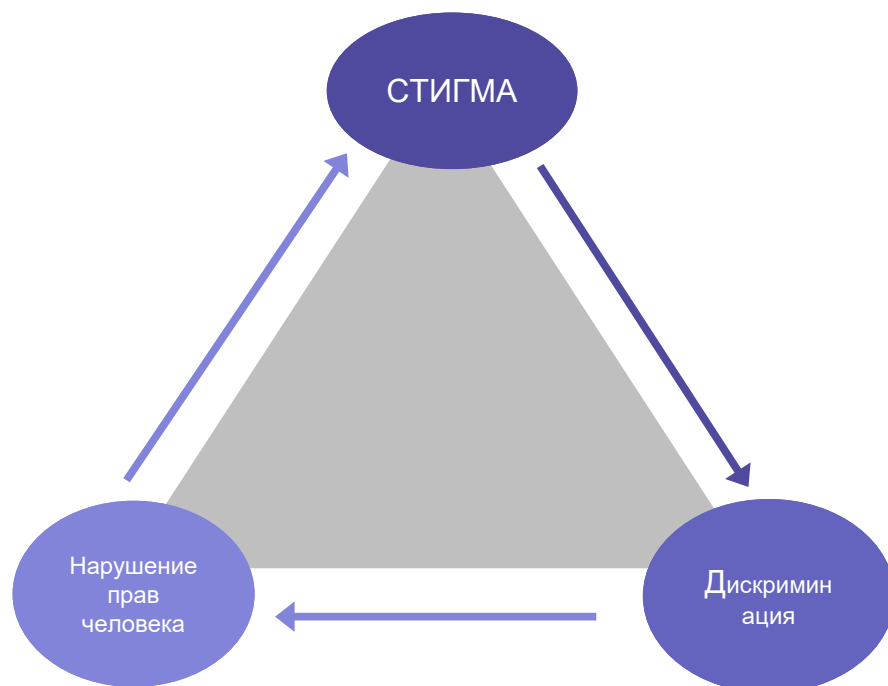 СТИГМА
Нарушение
прав
человека
Дискримин
ация